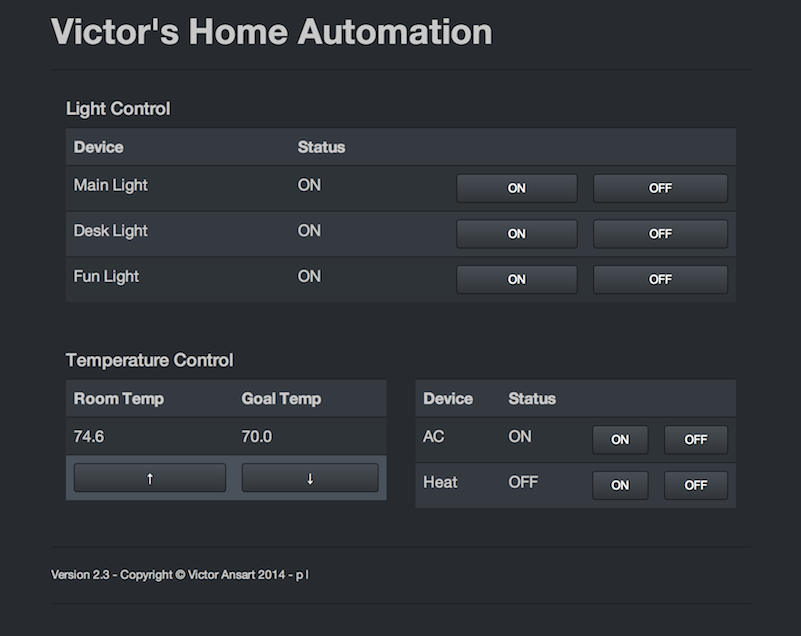 Victor's Home Automation
Light Control
Device Status
Main Light ON ON OFF
Desk Light ON ON OFF
Fun Light ON ON OFF
Temperature Control
Room Temp Goal Temp
74.6 70.0
↑ ↓
Device Status
AC ON ON OFF
Heat OFF ON OFF
Version 2.3 - Copyright © Victor Ansart 2014 - p l